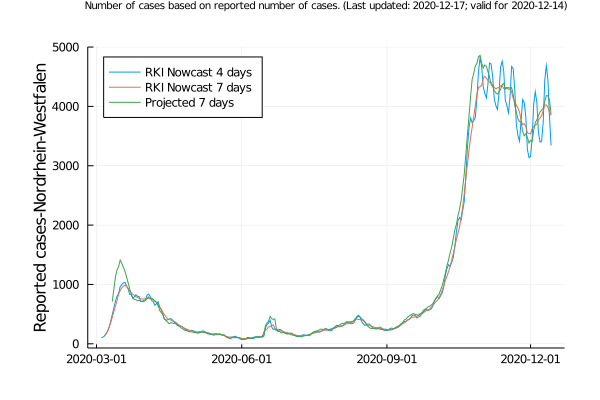 Number of cases based on reported number of cases. (Last updated: 2020-12-17; valid for 2020-12-14)
5000
RKI Nowcast 4 days
RKI Nowcast 7 days
Projected 7 days
4000
3000
2000
1000
0
Reported cases-Nordrhein-Westfalen
2020-03-01
2020-06-01
2020-09-01
2020-12-01